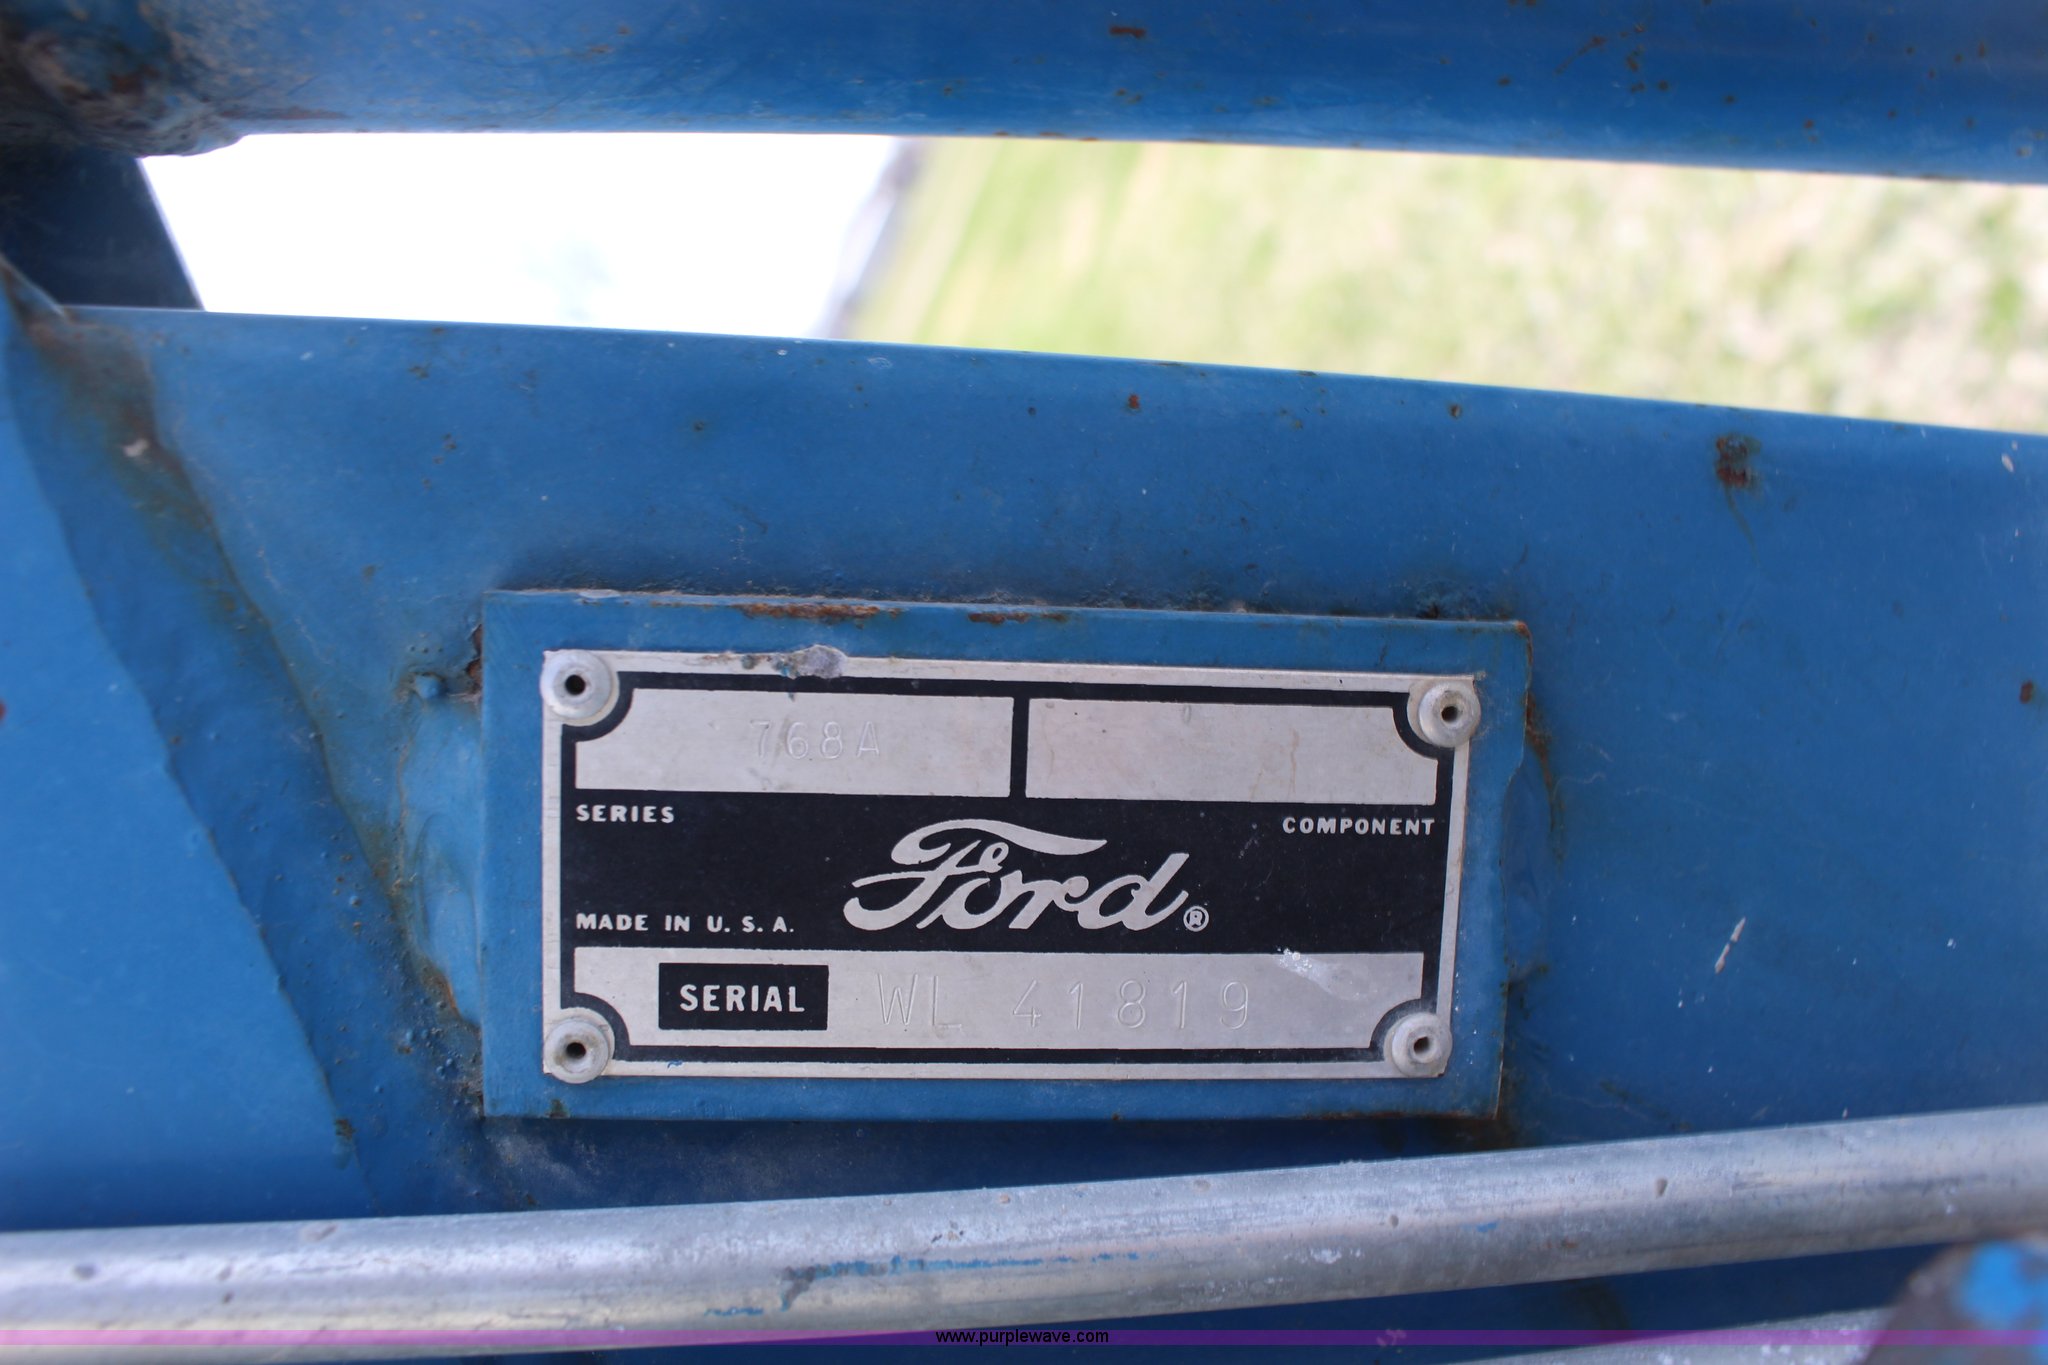 768A
SERIES
COMPONENT
Ford®
MADE IN U. S. A.
SERIAL WL 41819
www.purplewave.com